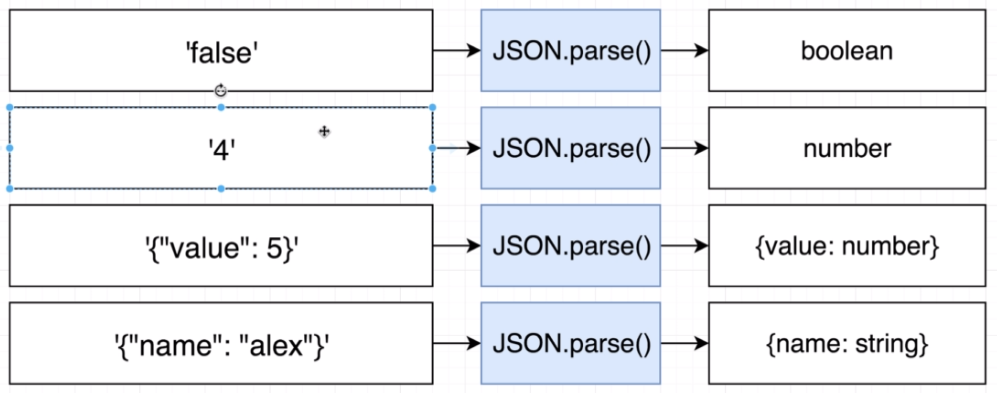 'false' JSON.parse() boolean
'4' JSON.parse() number
'{"value": 5}' JSON.parse() {value: number}
'{"name": "alex"}' JSON.parse() {name: string}